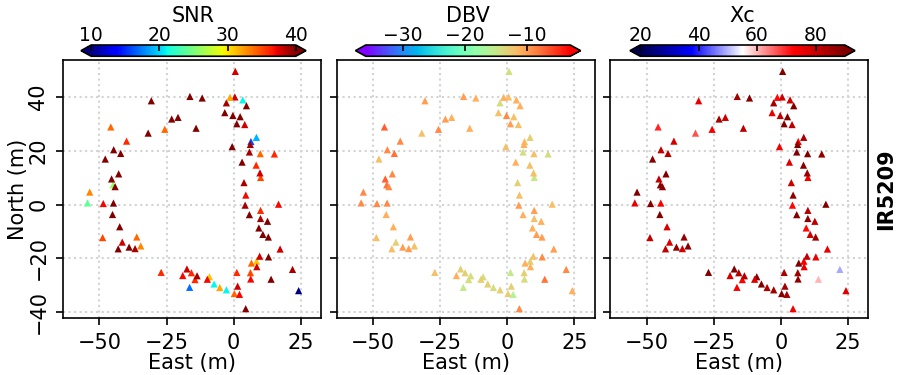 SNR DBV Xc
10 20 30 40 −30 −20 −10 20 40 60 80
40
20
0
−20
−40
North (m)
−50 −25 0 25 −50 −25 0 25 −50 −25 0 25
East (m) East (m) East (m)
IR5209